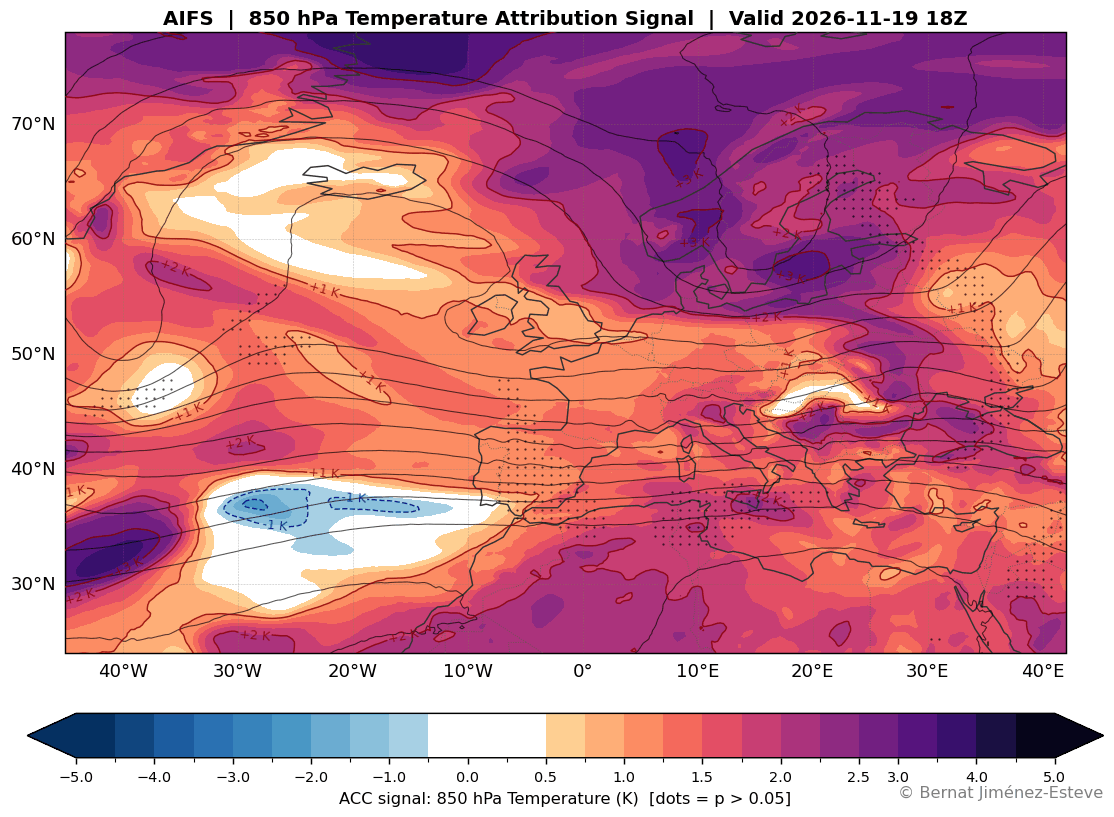 AIFS | 850 hPa Temperature Attribution Signal | Valid 2026-11-19 18Z
70°N
60°N
50°N
40°N
30°N
+2 K
+1 K
+1 K
+1 K
+2 K
+1 K
1 K
-1 K
-1 K
+2 K
+2 K
+2 K
+2 K
+2 K
+2 K
+1 K
40°W
30°W
20°W
10°W
0°
10°E
20°E
30°E
40°E
−5.0
−4.0
−3.0
−2.0
−1.0
0.0
0.5
1.0
1.5
2.0
2.5
3.0
4.0
5.0
ACC signal: 850 hPa Temperature (K) [dots = p > 0.05]
© Bernat Jiménez-Esteve